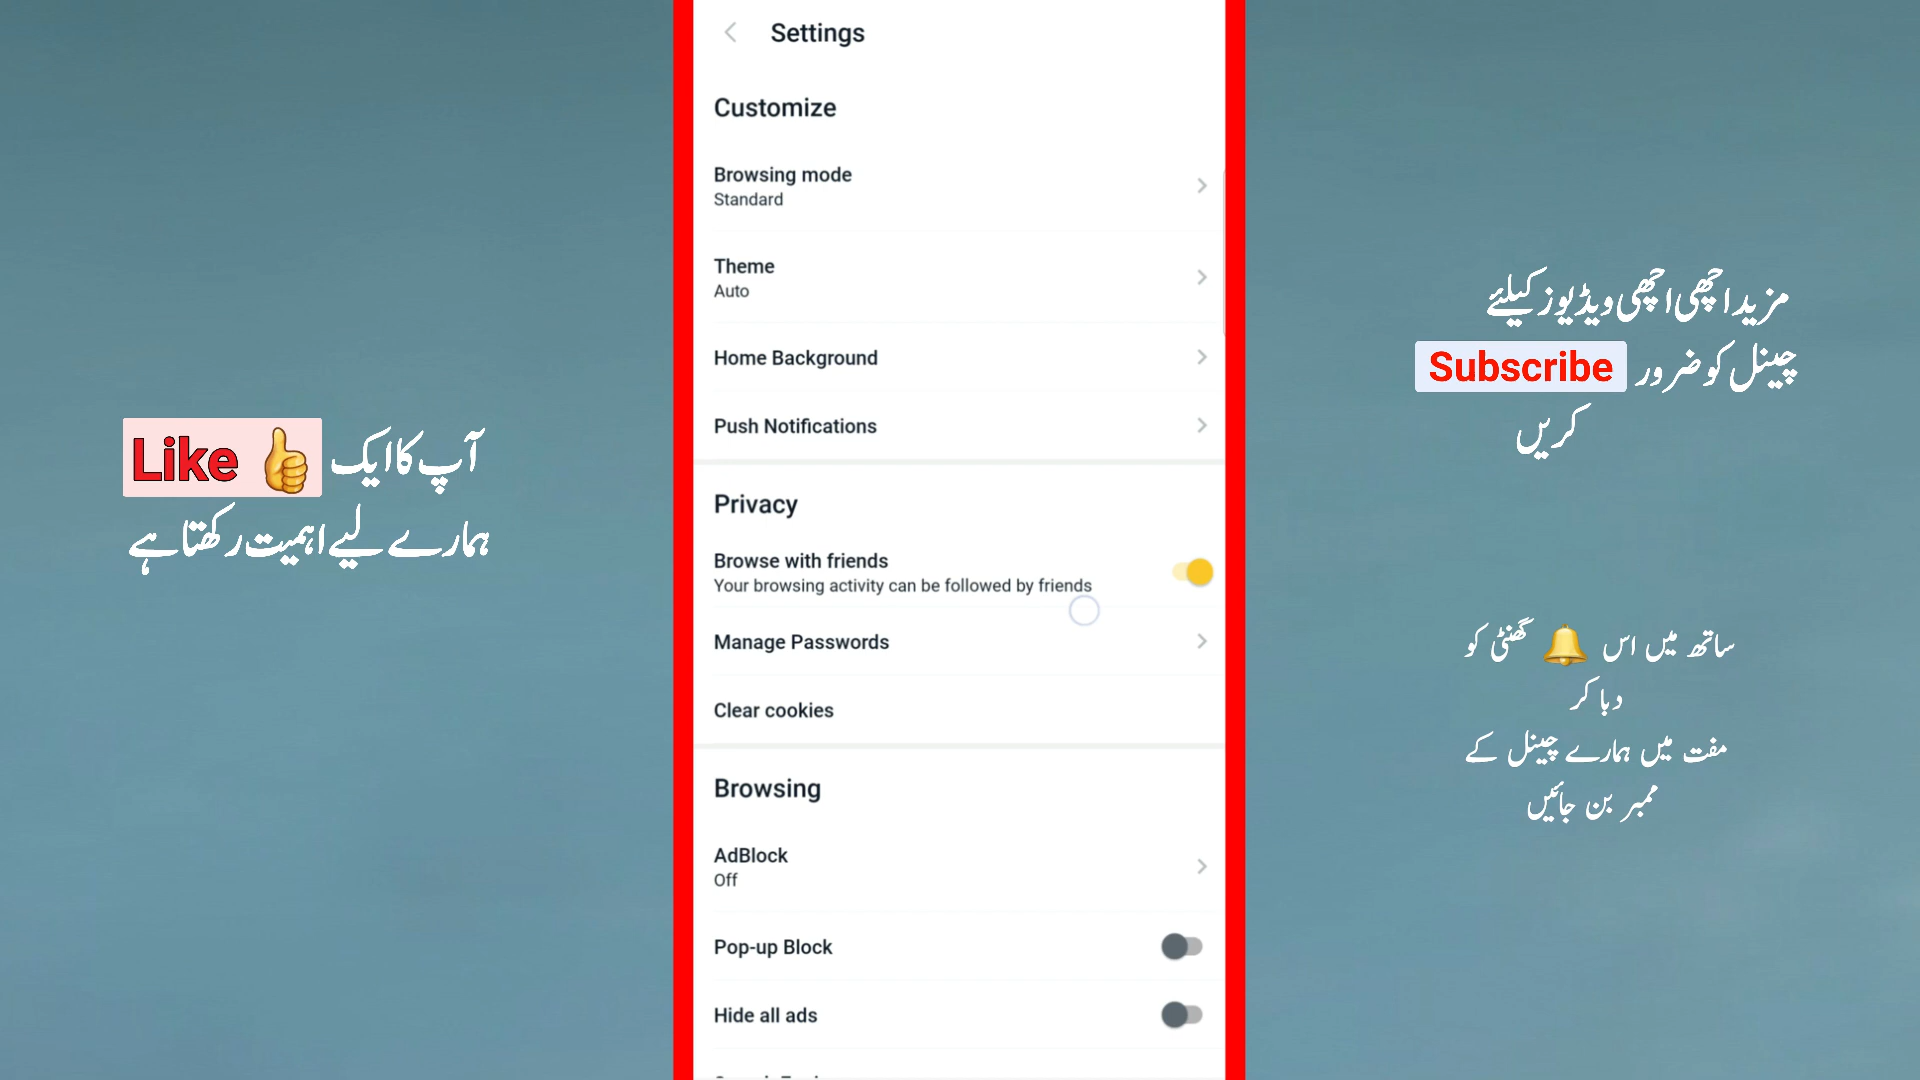 آپ کا ایک Like 👍
ہمارے لیے اہمیت رکھتا ہے
Settings
Customize
Browsing mode
Standard
Theme
Auto
Home Background
Push Notifications
Privacy
Browse with friends
Your browsing activity can be followed by friends
Manage Passwords
Clear cookies
Browsing
AdBlock
Off
Pop-up Block
Hide all ads
مزید اچھی اچھی ویڈیوز کیلئے
چینل کو ضرور Subscribe
کریں
ساتھ میں اس 🔔 گھنٹی کو
دبا کر
مفت میں ہمارے چینل کے
ممبر بن جائیں